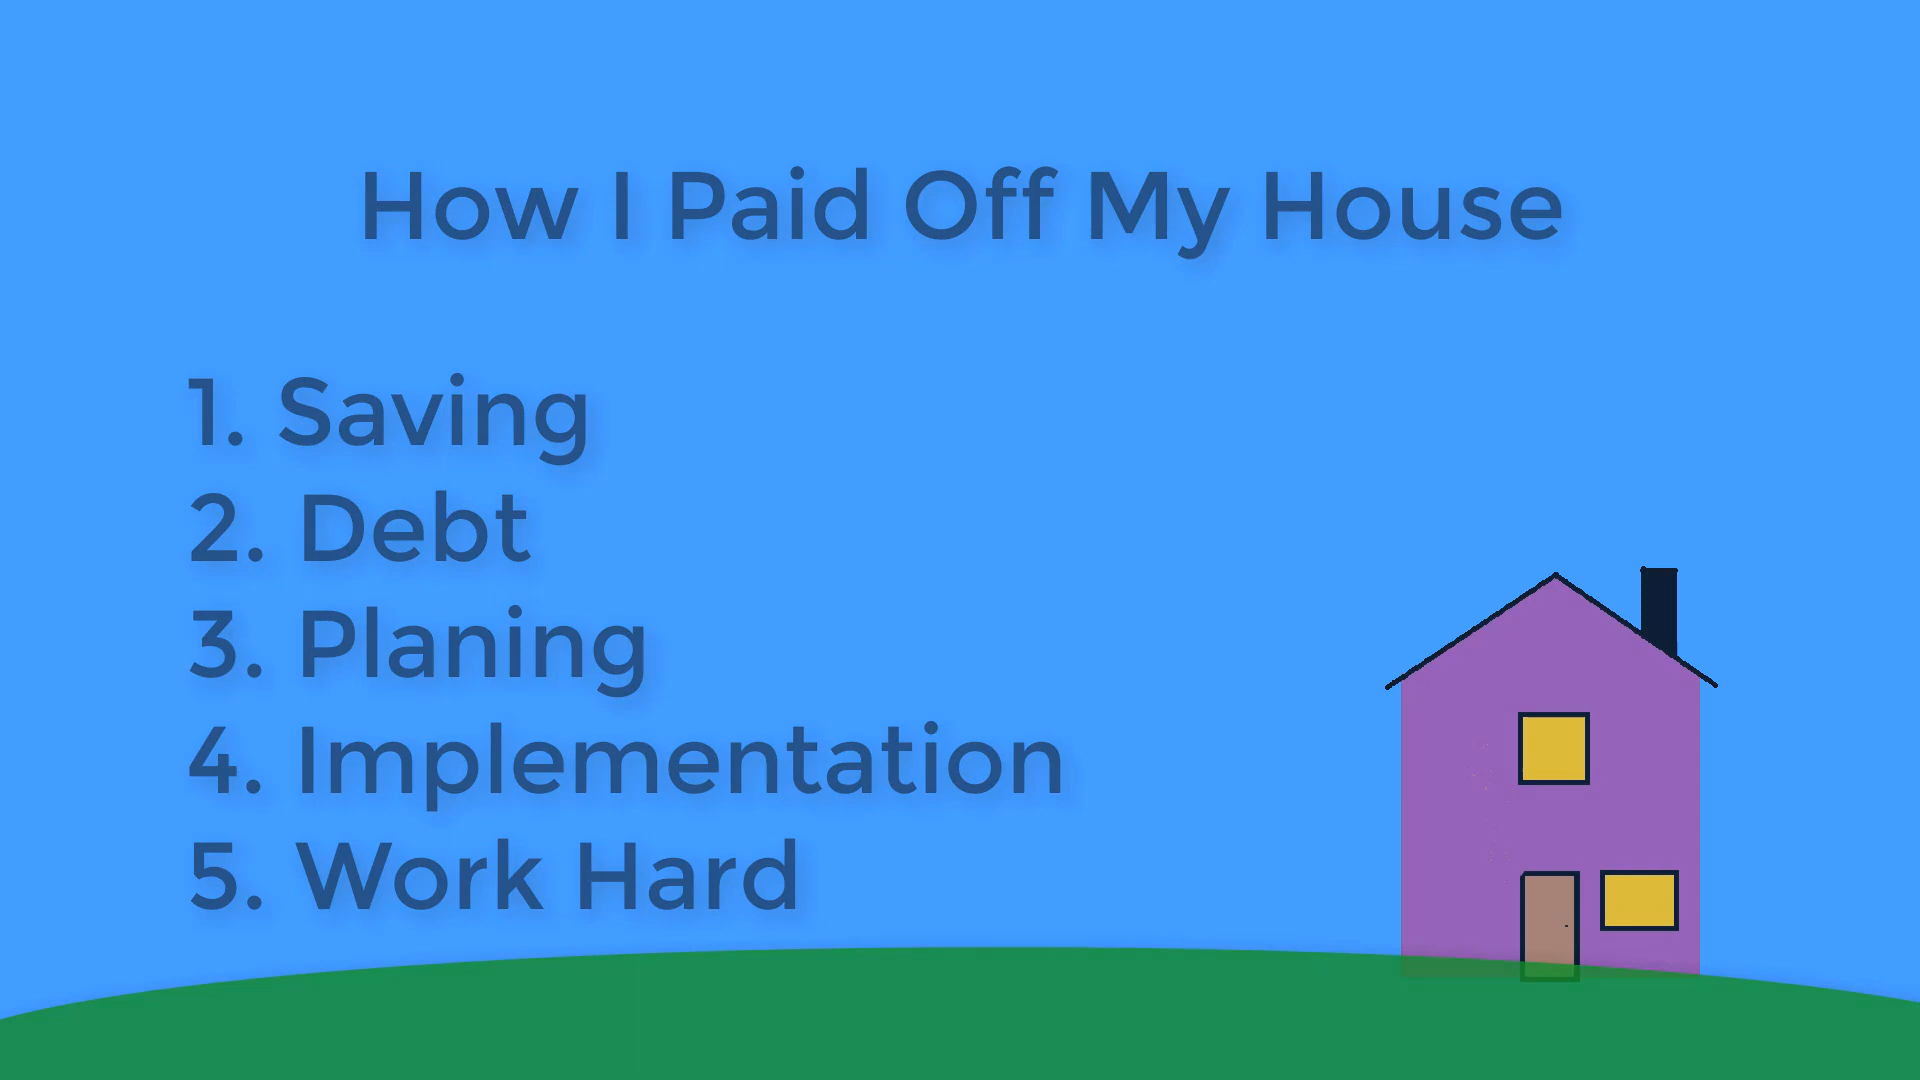 How I Paid Off My House
1. Saving
2. Debt
3. Planing
4. Implementation
5. Work Hard